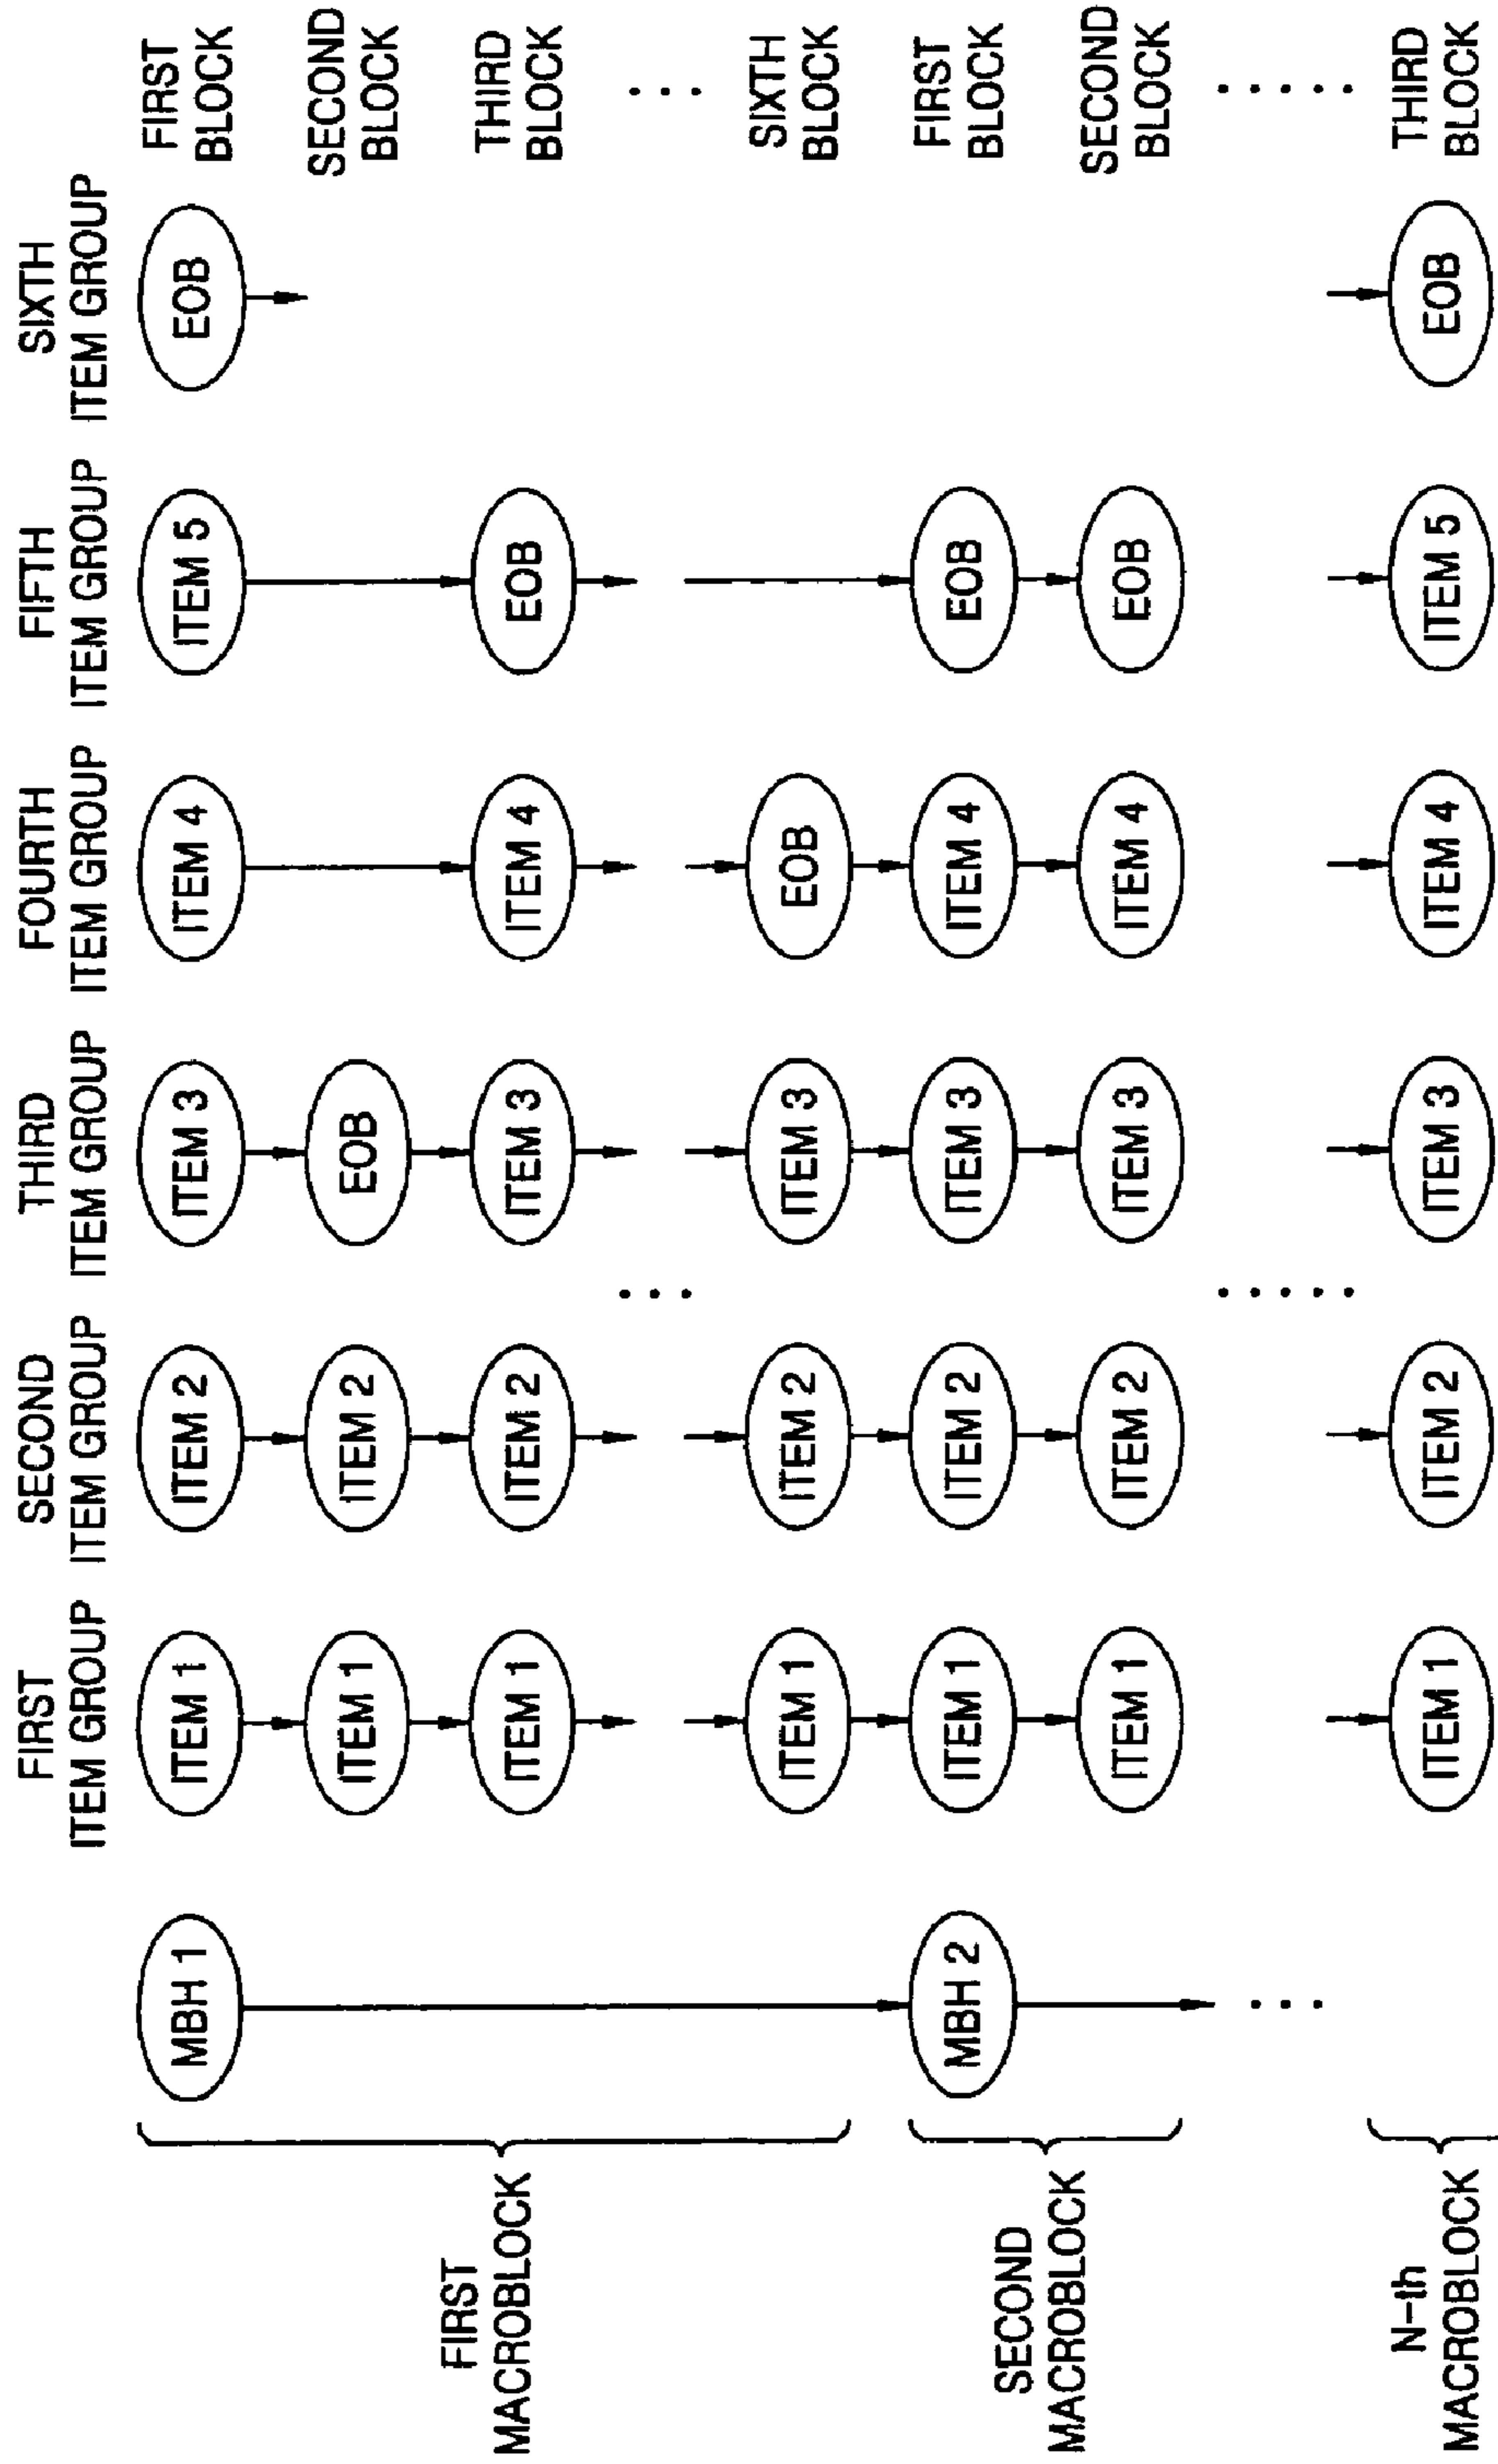 FIRST
ITEM GROUP
SECOND
ITEM GROUP
THIRD
ITEM GROUP
FOURTH
ITEM GROUP
FIFTH
ITEM GROUP
SIXTH
ITEM GROUP
FIRST
MACROBLOCK
MBH 1
ITEM 1
ITEM 2
ITEM 3
ITEM 4
ITEM 5
EOB
FIRST
BLOCK
ITEM 1
ITEM 2
EOB
SECOND
BLOCK
ITEM 1
ITEM 2
ITEM 3
ITEM 4
EOB
THIRD
BLOCK
ITEM 1
ITEM 2
ITEM 3
EOB
SIXTH
BLOCK
SECOND
MACROBLOCK
MBH 2
ITEM 1
ITEM 2
ITEM 3
ITEM 4
EOB
FIRST
BLOCK
ITEM 1
ITEM 2
ITEM 3
ITEM 4
EOB
SECOND
BLOCK
N-th
MACROBLOCK
ITEM 1
ITEM 2
ITEM 3
ITEM 4
ITEM 5
EOB
THIRD
BLOCK